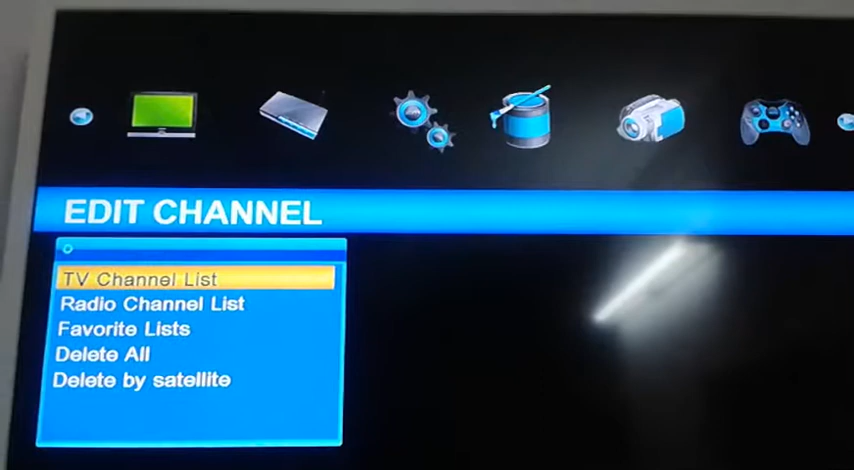 EDIT CHANNEL
TV Channel List
Radio Channel List
Favorite Lists
Delete All
Delete by satellite